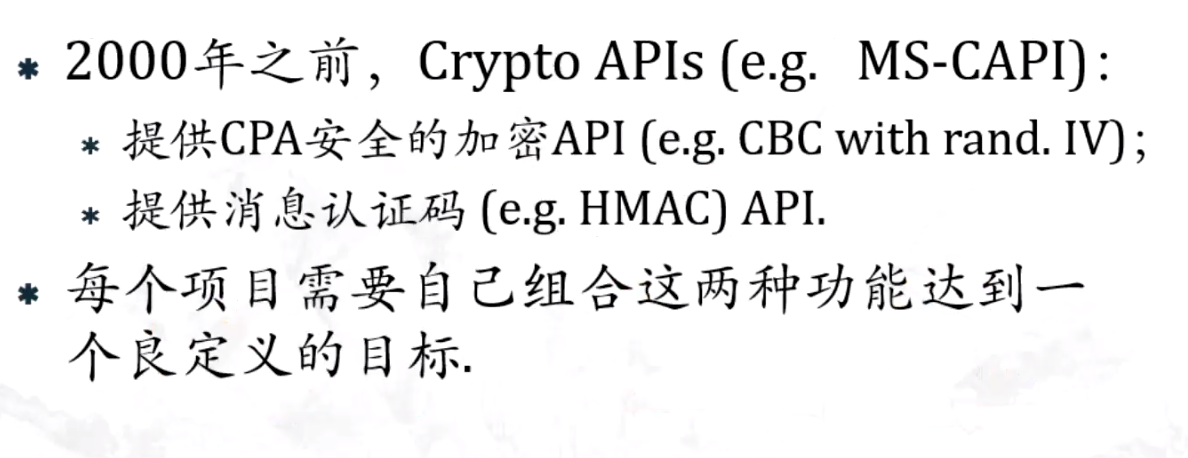 * 2000年之前，Crypto APIs (e.g. MS-CAPI)：
* 提供CPA安全的加密API (e.g. CBC with rand. IV)；
* 提供消息认证码 (e.g. HMAC) API.
* 每个项目需要自己组合这两种功能达到一
个良定义的目标.